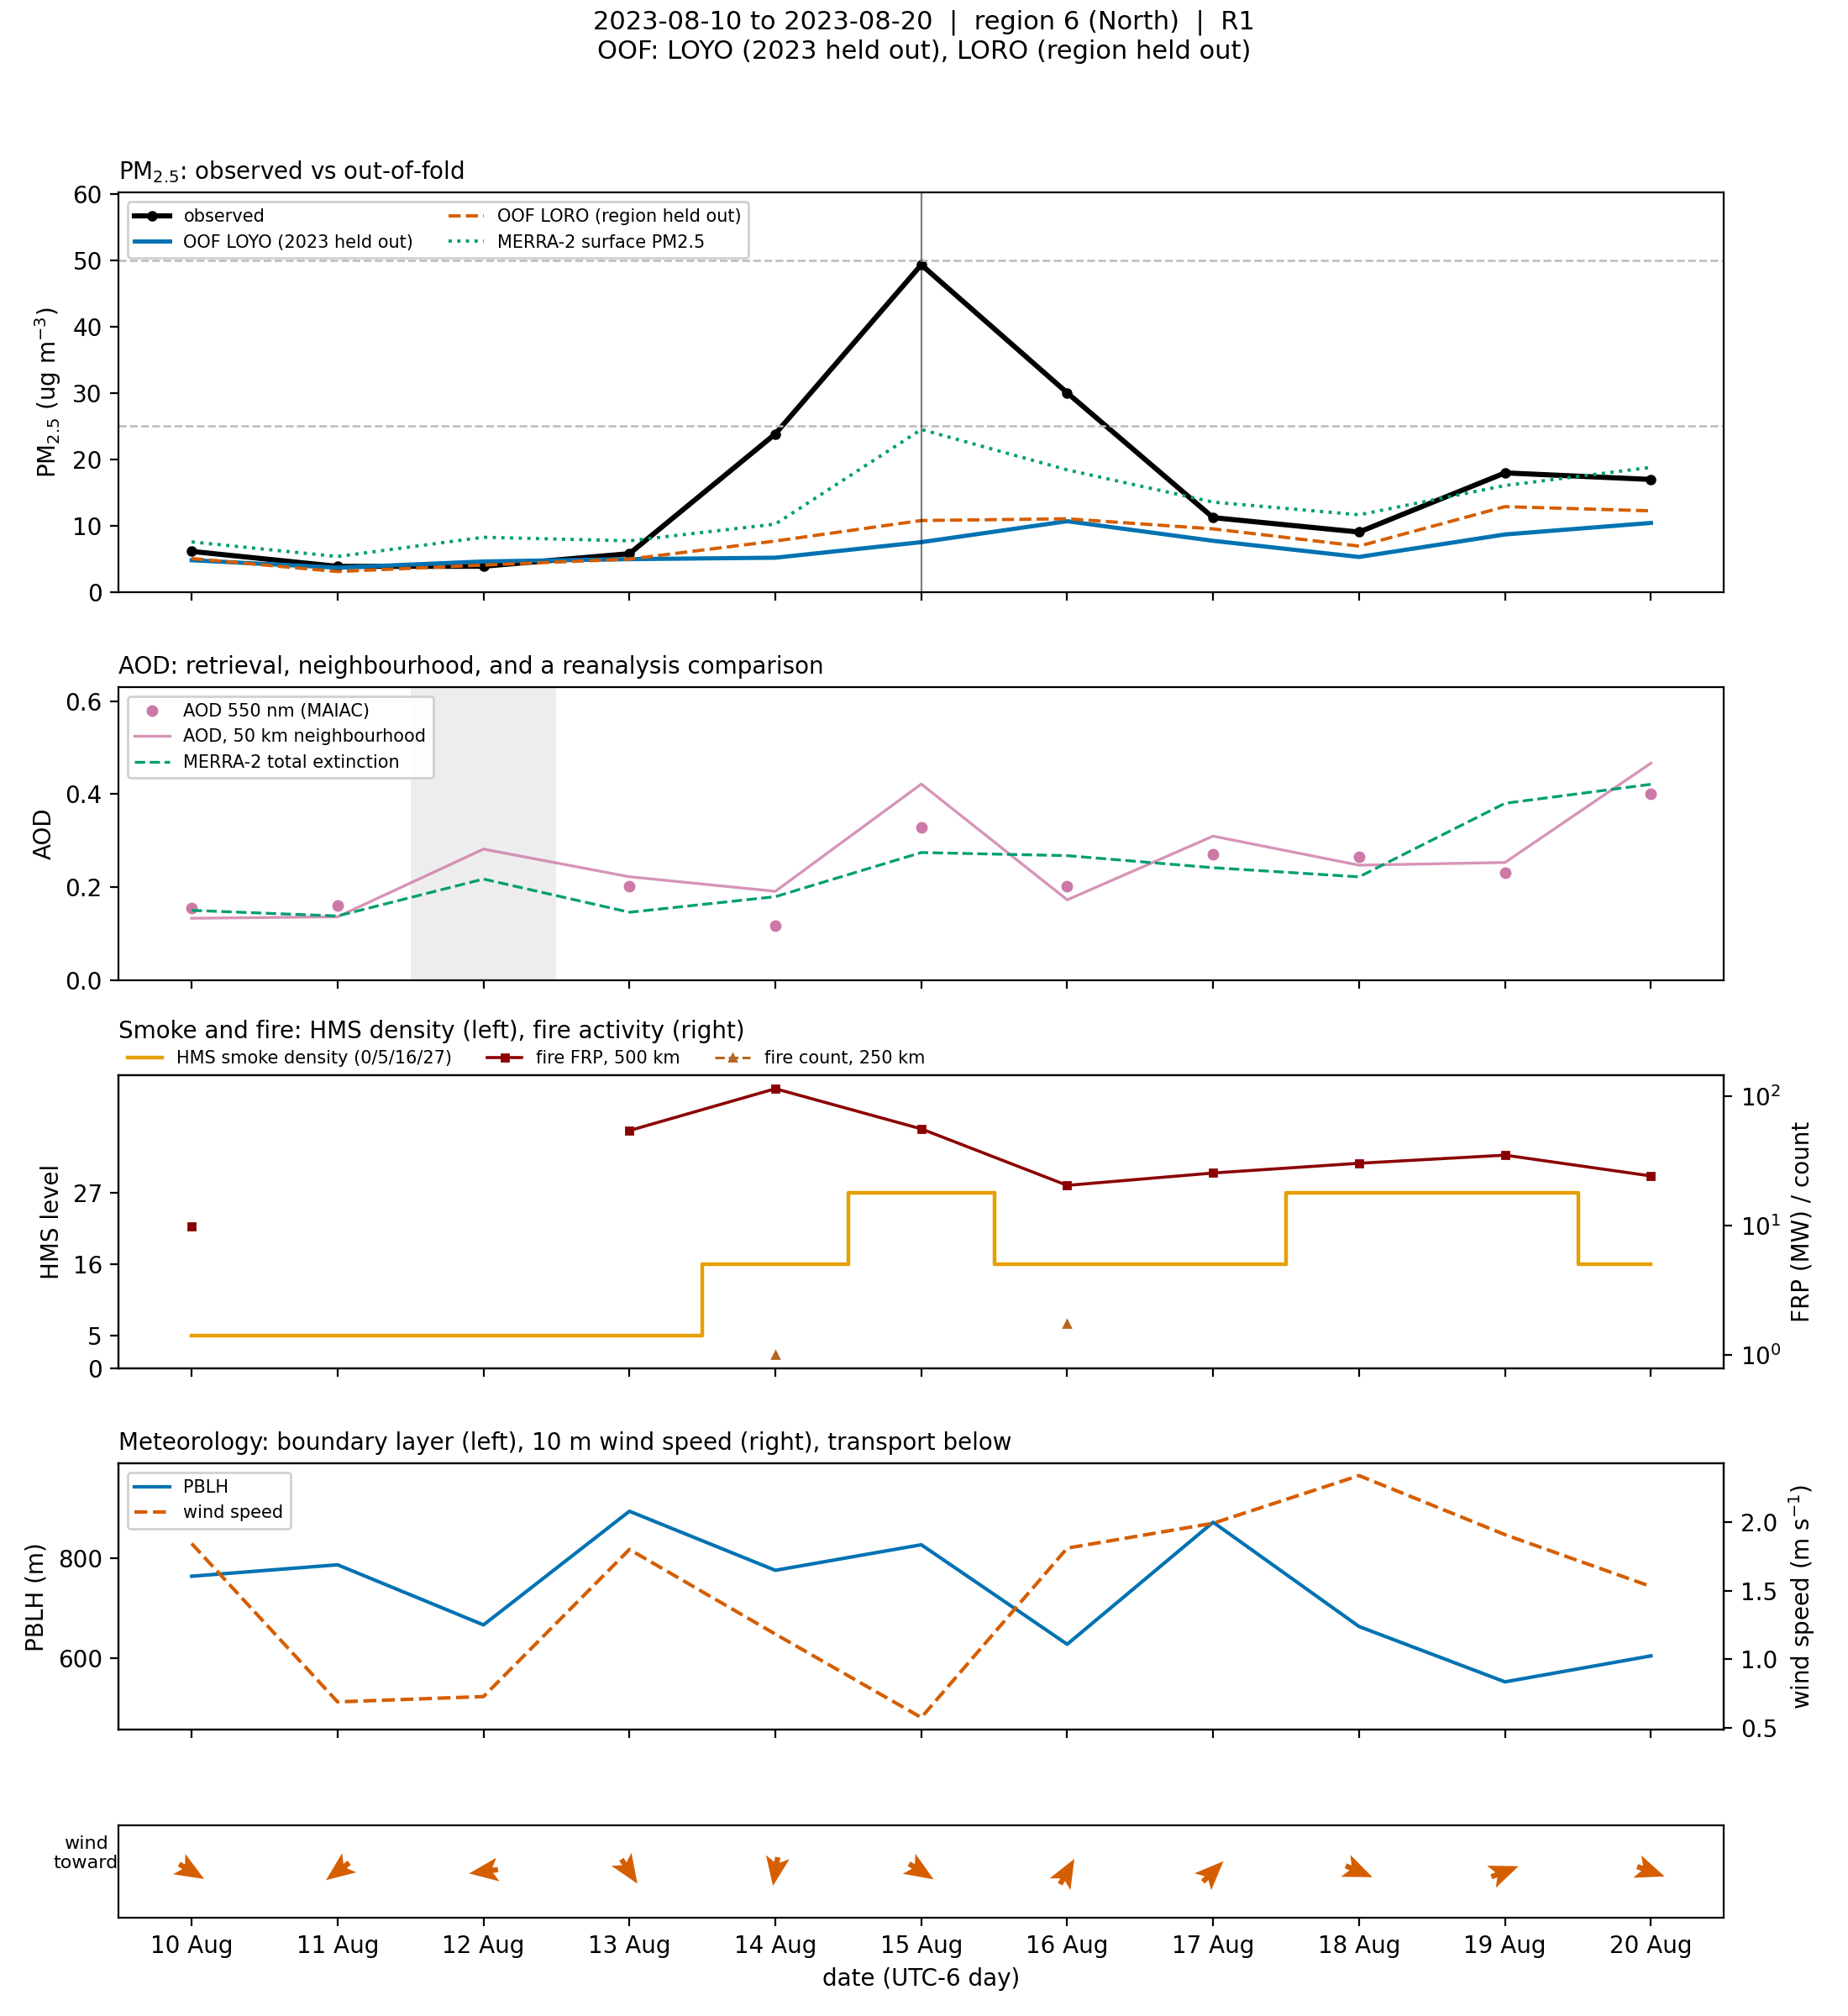 2023-08-10 to 2023-08-20 | region 6 (North) | R1
OOF: LOYO (2023 held out), LORO (region held out)
PM2.5: observed vs out-of-fold
observed
OOF LOYO (2023 held out)
OOF LORO (region held out)
MERRA-2 surface PM2.5
PM2.5 (ug m−3)
60
50
40
30
20
10
0
AOD: retrieval, neighbourhood, and a reanalysis comparison
AOD 550 nm (MAIAC)
AOD, 50 km neighbourhood
MERRA-2 total extinction
AOD
0.6
0.4
0.2
0.0
Smoke and fire: HMS density (left), fire activity (right)
HMS smoke density (0/5/16/27)
fire FRP, 500 km
fire count, 250 km
HMS level
27
16
5
0
10²
10¹
10⁰
FRP (MW) / count
Meteorology: boundary layer (left), 10 m wind speed (right), transport below
PBLH
wind speed
PBLH (m)
800
600
2.0
1.5
1.0
0.5
wind speed (m s−1)
wind
toward
10 Aug 11 Aug 12 Aug 13 Aug 14 Aug 15 Aug 16 Aug 17 Aug 18 Aug 19 Aug 20 Aug
date (UTC-6 day)